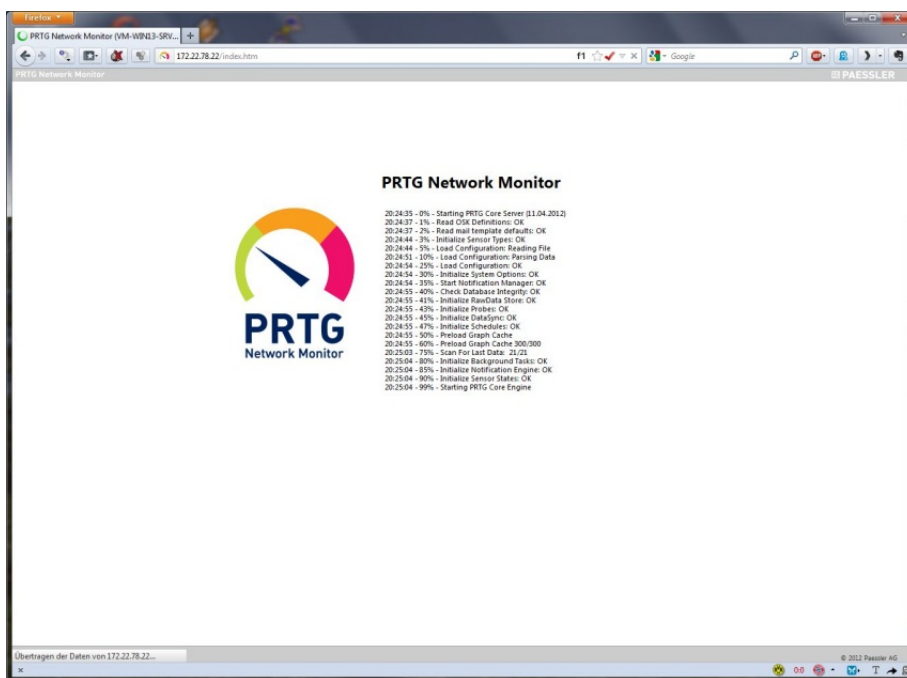 Firefox
PRTG Network Monitor (VM-WIN13-SRV...
172.22.78.22/index.htm
f1
Google
PRTG Network Monitor
PAESSLER
PRTG Network Monitor
20:24:35 - 0% - Starting PRTG Core Server (11.04.2012)
20:24:37 - 1% - Read OSK Definitions: OK
20:24:37 - 2% - Read mail template defaults: OK
20:24:44 - 3% - Initialize Sensor Types: OK
20:24:44 - 5% - Load Configuration: Reading File
20:24:51 - 10% - Load Configuration: Parsing Data
20:24:54 - 25% - Load Configuration: OK
20:24:54 - 30% - Initialize System Options: OK
20:24:54 - 35% - Start Notification Manager: OK
20:24:55 - 40% - Check Database Integrity: OK
20:24:55 - 41% - Initialize RawData Store: OK
20:24:55 - 43% - Initialize Probes: OK
20:24:55 - 45% - Initialize DataSync: OK
20:24:55 - 47% - Initialize Schedules: OK
20:24:55 - 50% - Preload Graph Cache
20:24:55 - 60% - Preload Graph Cache 300/300
20:25:03 - 75% - Scan For Last Data: 21/21
20:25:04 - 80% - Initialize Background Tasks: OK
20:25:04 - 85% - Initialize Notification Engine: OK
20:25:04 - 90% - Initialize Sensor States: OK
20:25:04 - 99% - Starting PRTG Core Engine
PRTG
Network Monitor
Übertragen der Daten von 172.22.78.22...
© 2012 Paessler AG